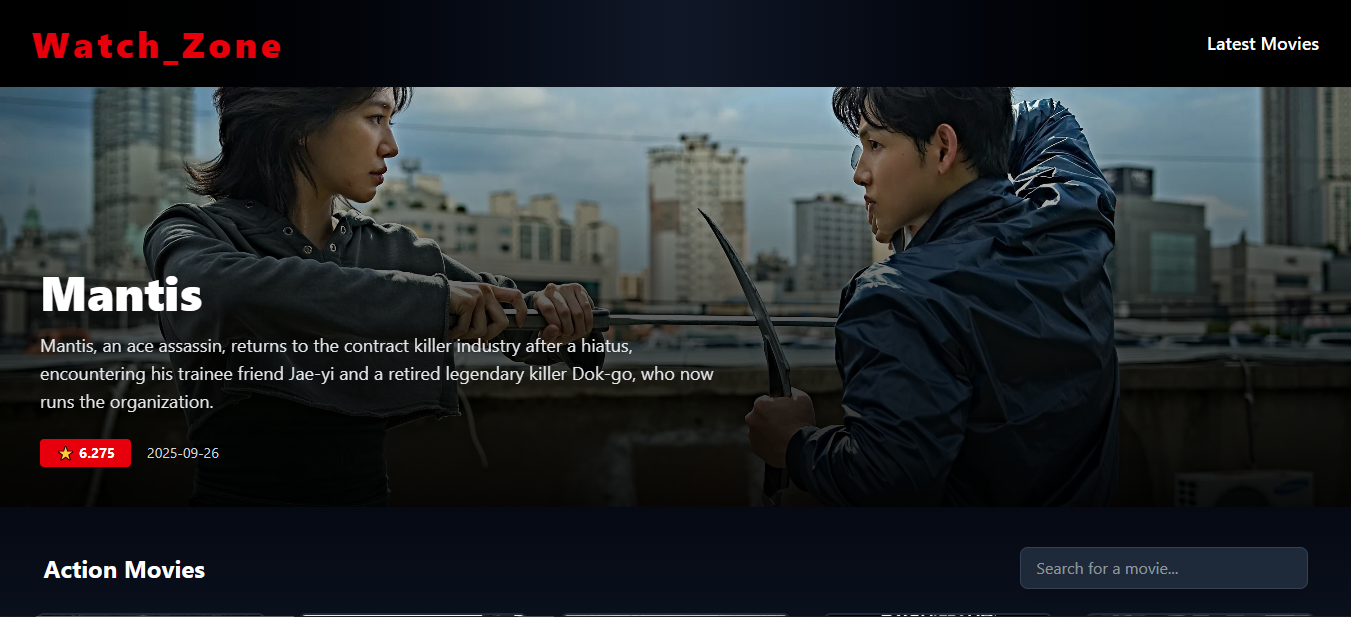 Watch_Zone
Latest Movies
Mantis
Mantis, an ace assassin, returns to the contract killer industry after a hiatus,
encountering his trainee friend Jae-yi and a retired legendary killer Dok-go, who now
runs the organization.
⭐ 6.275 2025-09-26
Action Movies
Search for a movie...